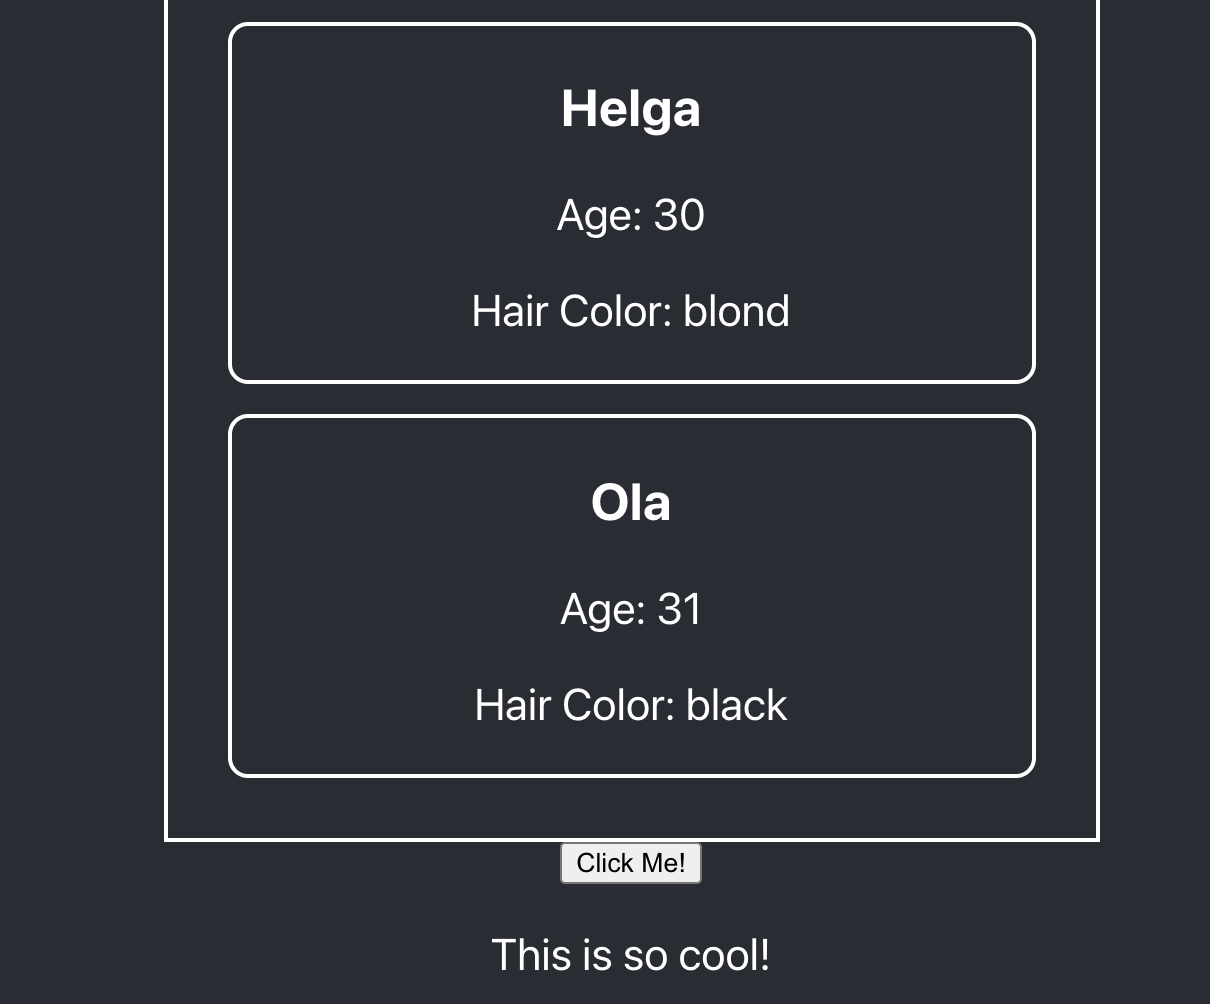 Helga
Age: 30
Hair Color: blond
Ola
Age: 31
Hair Color: black
Click Me!
This is so cool!